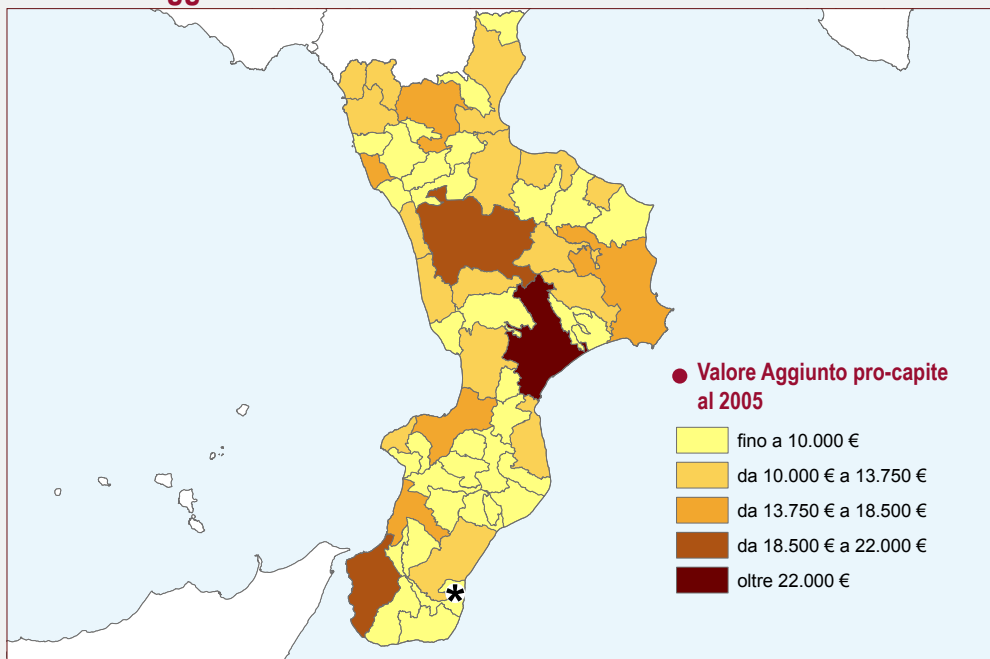 Valore Aggiunto pro-capite
al 2005
fino a 10.000 €
da 10.000 € a 13.750 €
da 13.750 € a 18.500 €
da 18.500 € a 22.000 €
oltre 22.000 €
*